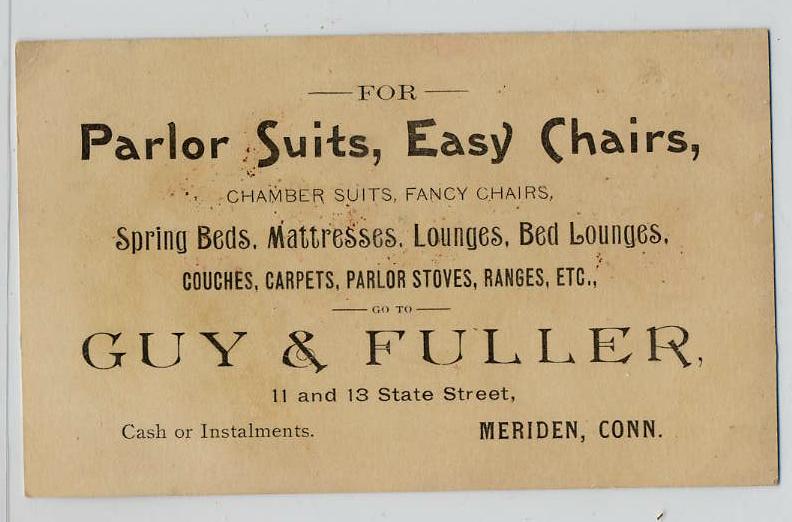 FOR
Parlor Suits, Easy Chairs,
CHAMBER SUITS, FANCY CHAIRS,
Spring Beds, Mattresses, Lounges, Bed Lounges,
COUCHES, CARPETS, PARLOR STOVES, RANGES, ETC.,
GO TO
GUY & FULLER,
11 and 13 State Street,
Cash or Instalments. MERIDEN, CONN.